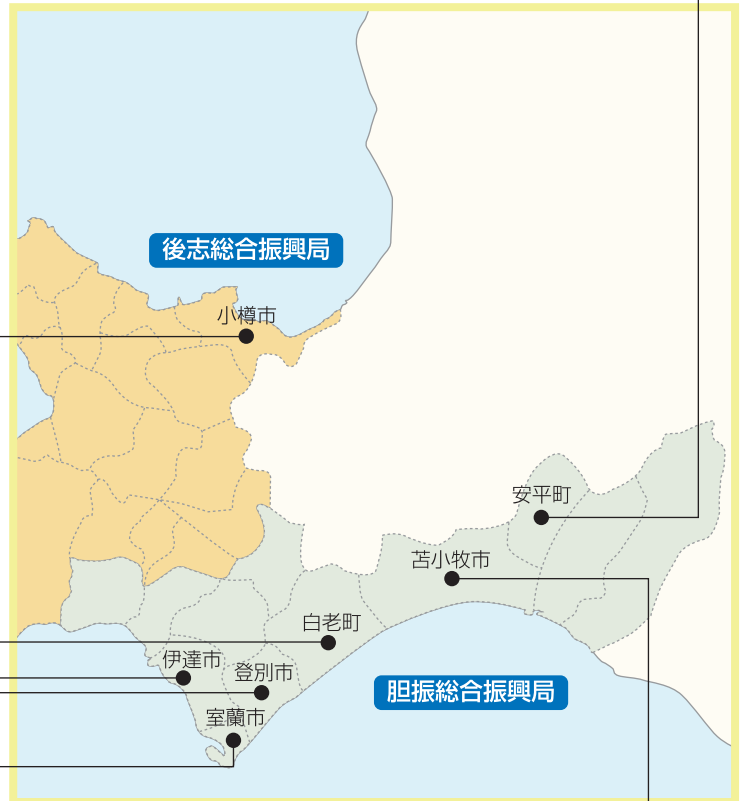 後志総合振興局
小樽市
安平町
苫小牧市
白老町
伊達市
登別市
胆振総合振興局
室蘭市